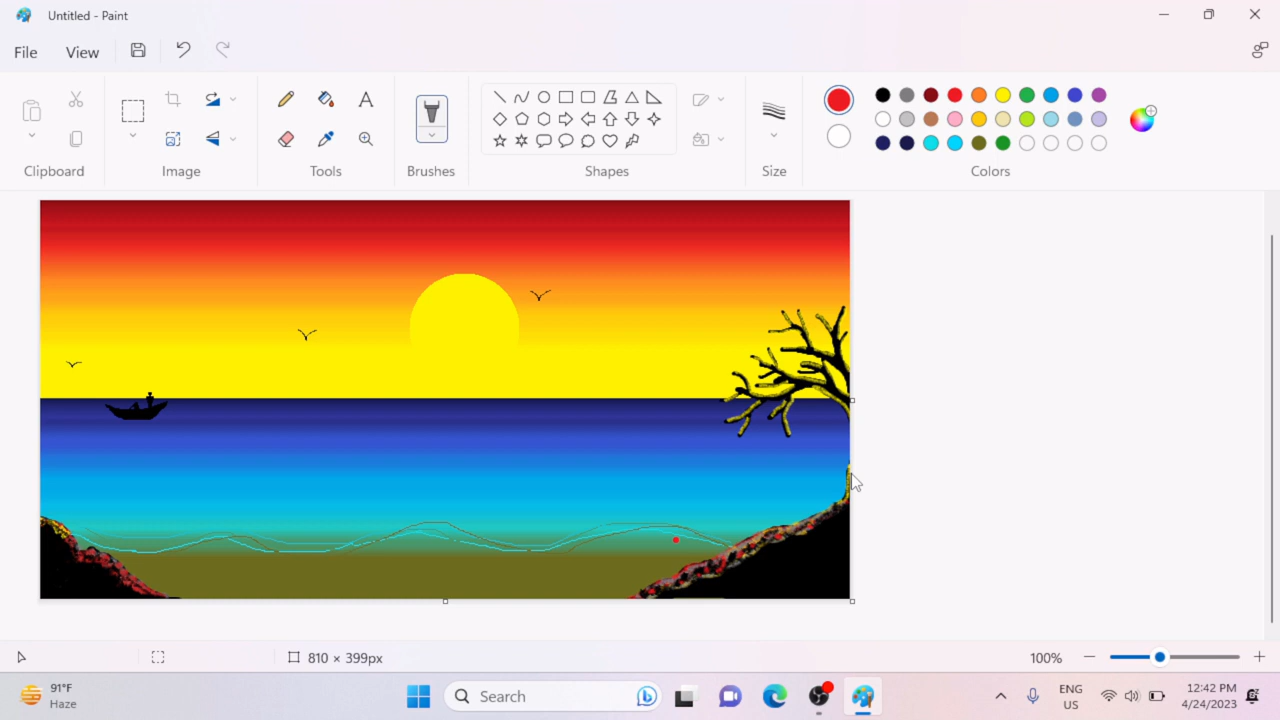 Untitled - Paint
File
View
Clipboard
Image
Tools
Brushes
Shapes
Size
Colors
810 × 399px
100%
91°F
Haze
Search
ENG
US
12:42 PM
4/24/2023